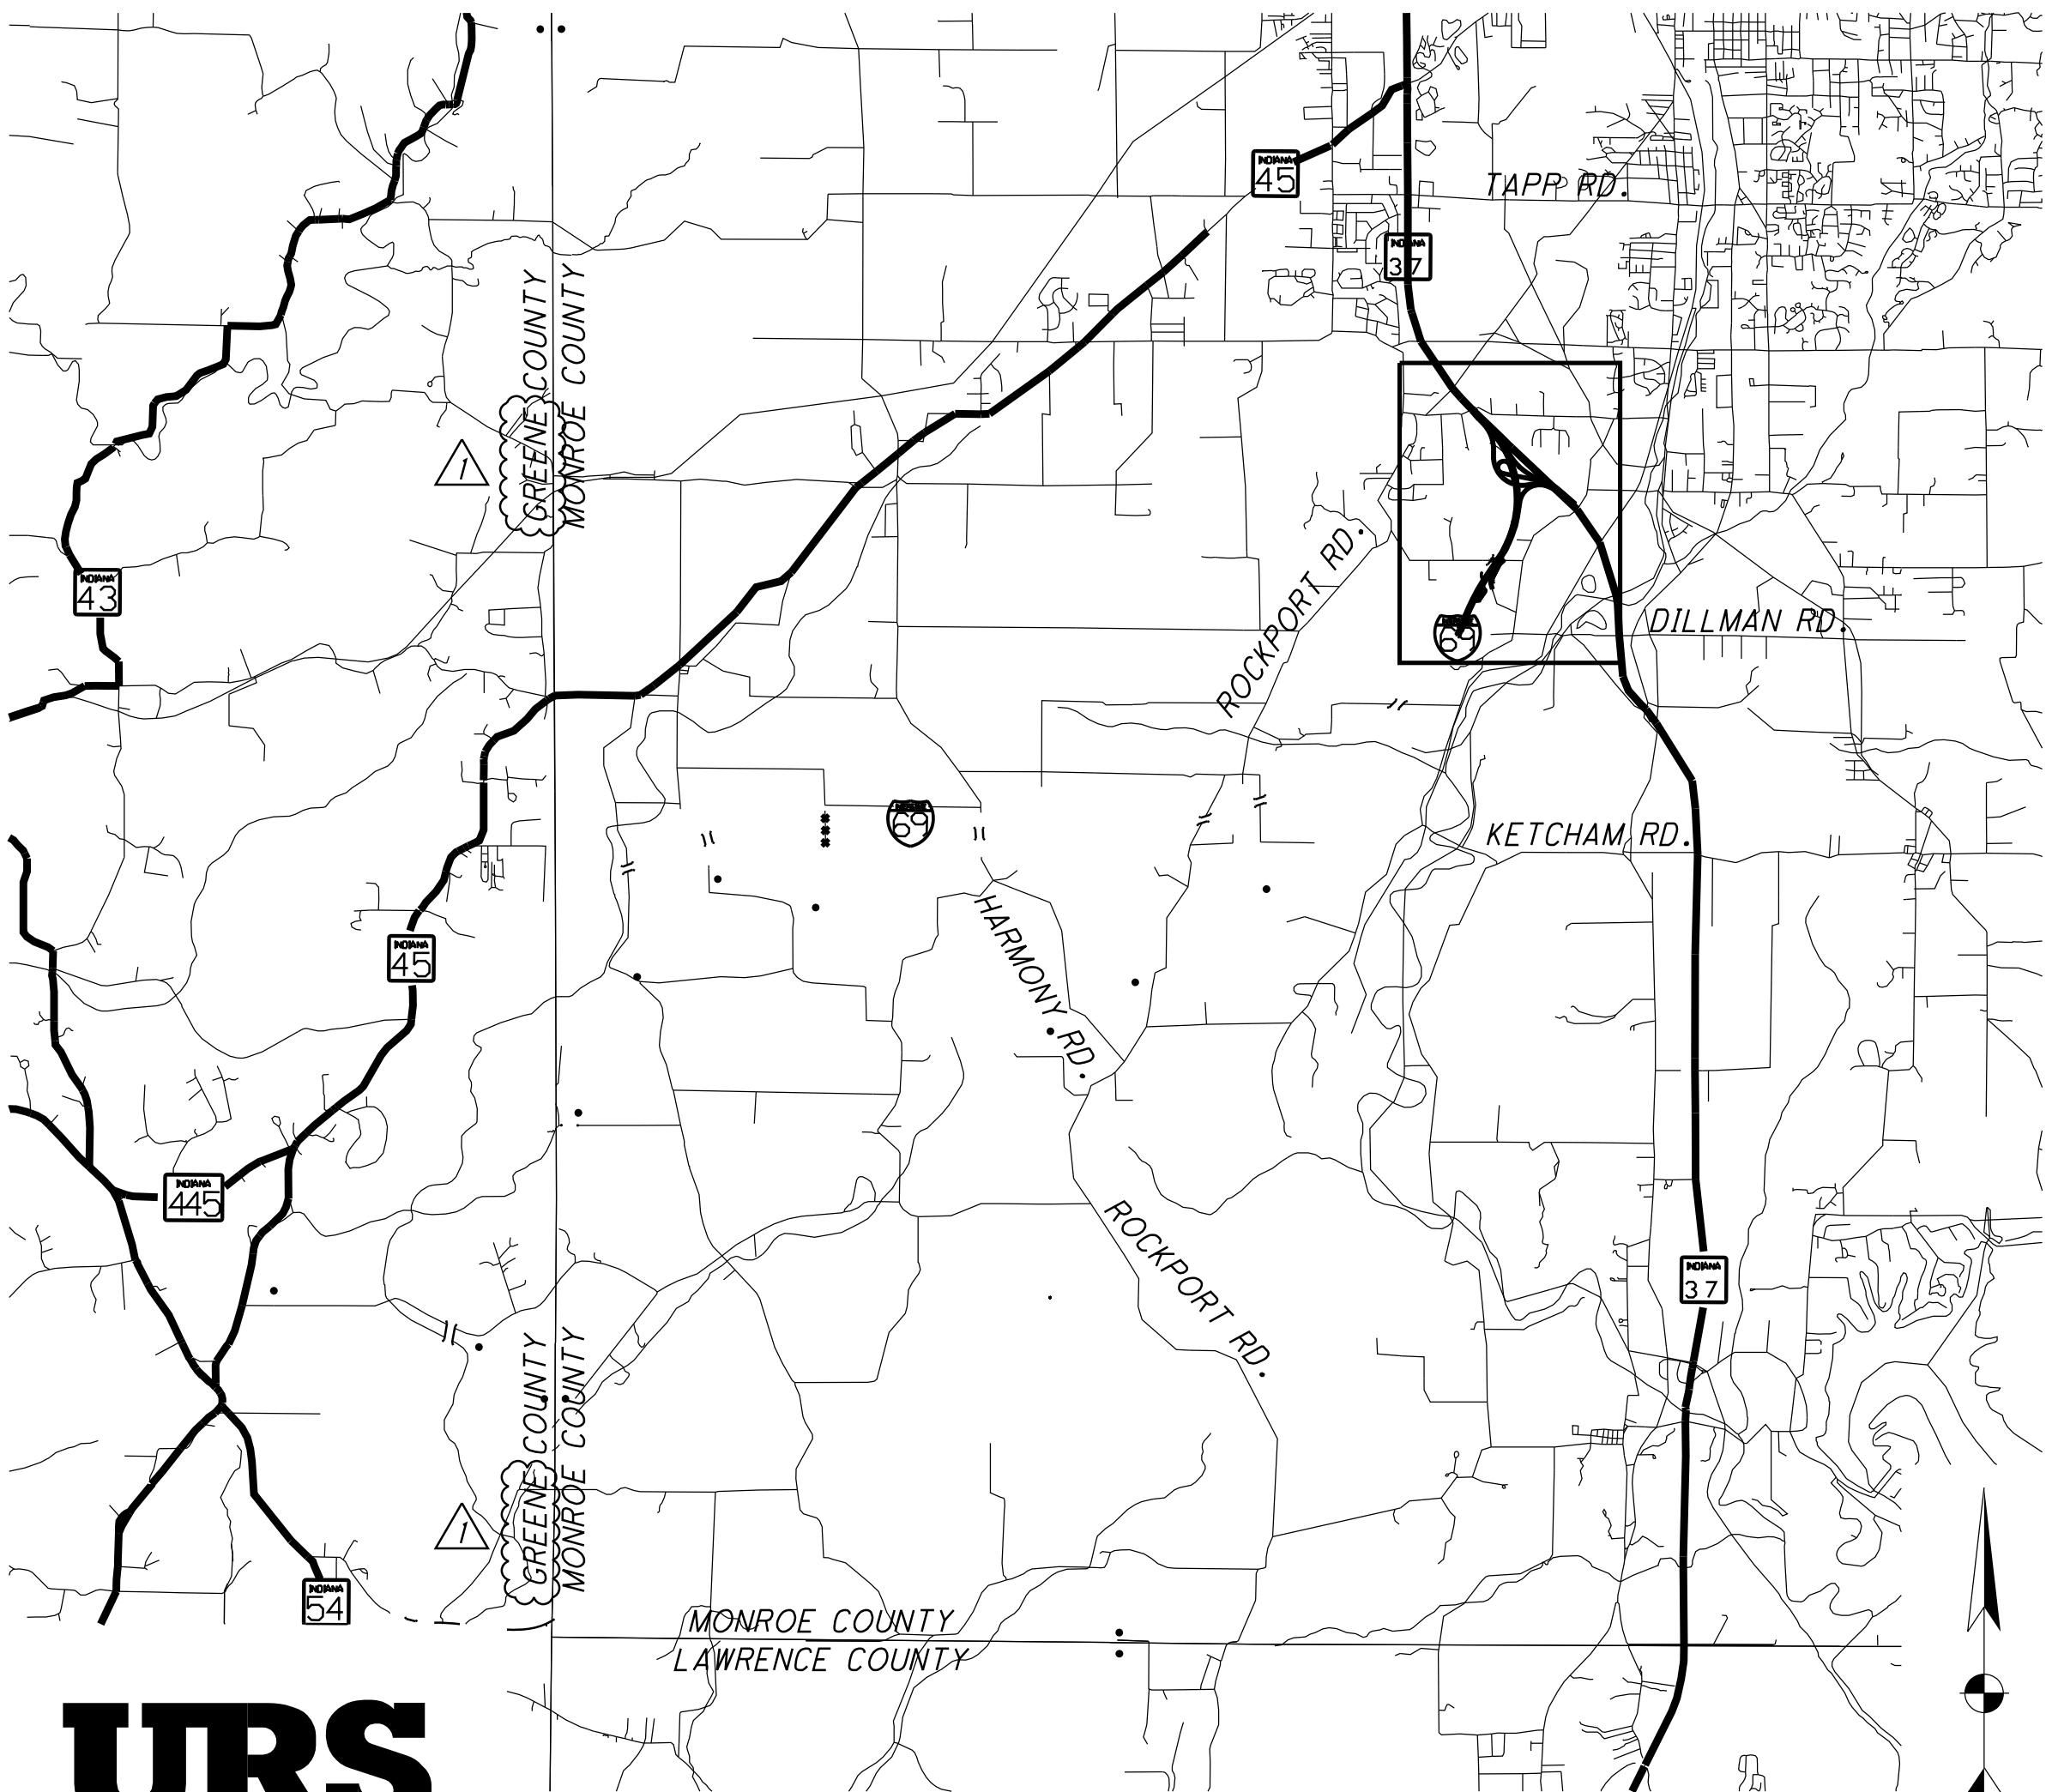 INDIANA
45
TAPP RD.
INDIANA
37
GREENE COUNTY
MONROE COUNTY
1
ROCKPORT RD.
INDIANA
43
69
DILLMAN RD.
ROCKPORT RD.
69
KETCHAM RD.
HARMONY RD.
INDIANA
45
INDIANA
445
ROCKPORT RD.
INDIANA
37
GREENE COUNTY
MONROE COUNTY
1
INDIANA
54
MONROE COUNTY
LAWRENCE COUNTY
URS